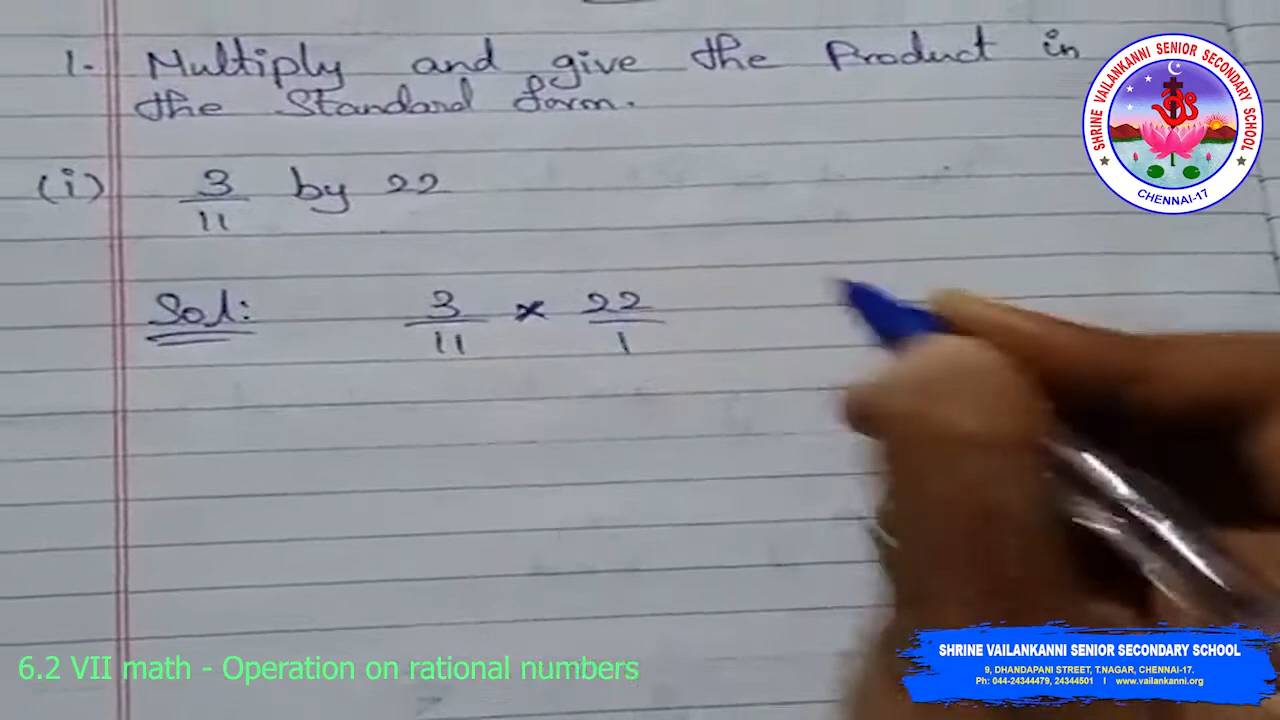 1. Multiply and give the Product in
the Standard form.
(i) 3/11 by 22
Sol: 3/11 × 22/1
SHRINE VAILANKANNI SENIOR SECONDARY SCHOOL
CHENNAI-17
6.2 VII math - Operation on rational numbers
SHRINE VAILANKANNI SENIOR SECONDARY SCHOOL
9, DHANDAPANI STREET, T.NAGAR, CHENNAI-17.
Ph: 044-24344479, 24344501 I www.vailankanni.org